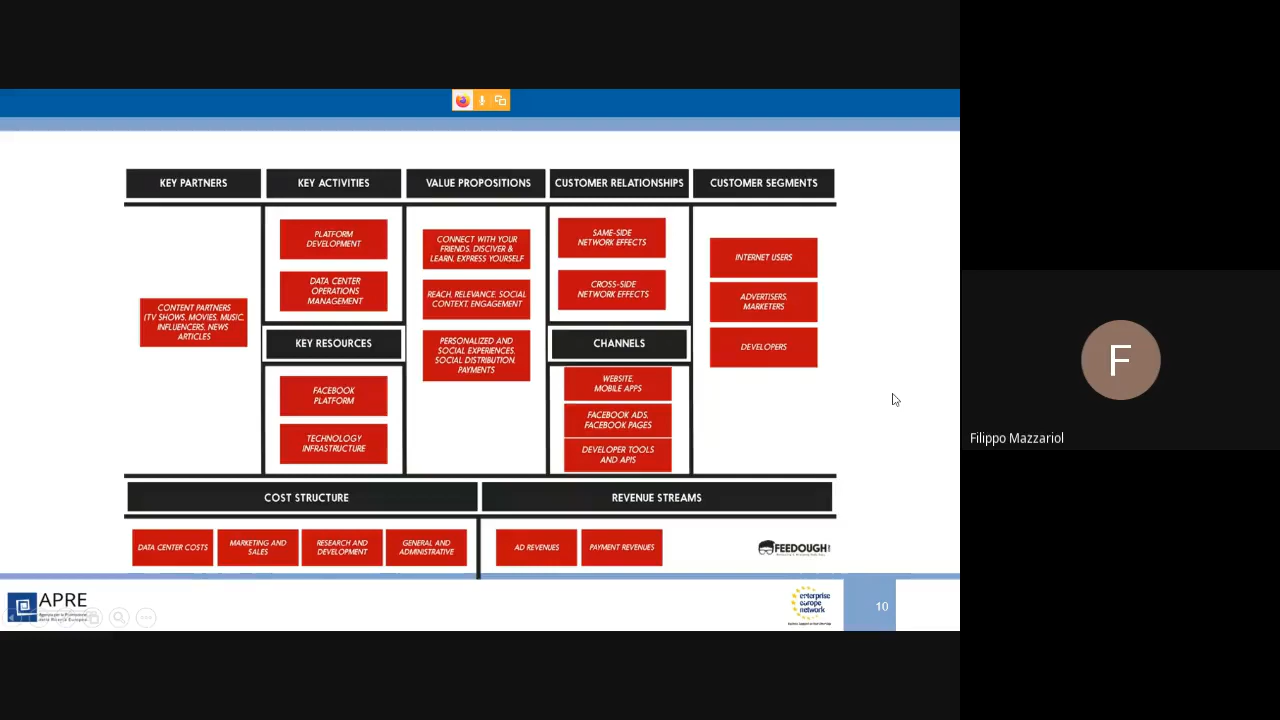 KEY PARTNERS
KEY ACTIVITIES
VALUE PROPOSITIONS
CUSTOMER RELATIONSHIPS
CUSTOMER SEGMENTS
CONTENT PARTNERS
(TV SHOWS, MOVIES, MUSIC,
INFLUENCERS, NEWS
ARTICLES
PLATFORM
DEVELOPMENT
DATA CENTER
OPERATIONS
MANAGEMENT
KEY RESOURCES
FACEBOOK
PLATFORM
TECHNOLOGY
INFRASTRUCTURE
CONNECT WITH YOUR
FRIENDS, DISCIVER &
LEARN, EXPRESS YOURSELF
REACH, RELEVANCE, SOCIAL
CONTEXT, ENGAGEMENT
PERSONALIZED AND
SOCIAL EXPERIENCES,
SOCIAL DISTRIBUTION,
PAYMENTS
SAME-SIDE
NETWORK EFFECTS
CROSS-SIDE
NETWORK EFFECTS
CHANNELS
WEBSITE,
MOBILE APPS
FACEBOOK ADS,
FACEBOOK PAGES
DEVELOPER TOOLS
AND APIS
INTERNET USERS
ADVERTISERS,
MARKETERS
DEVELOPERS
COST STRUCTURE
REVENUE STREAMS
DATA CENTER COSTS
MARKETING AND
SALES
RESEARCH AND
DEVELOPMENT
GENERAL AND
ADMINISTRATIVE
AD REVENUES
PAYMENT REVENUES
FEEDOUGH
APRE
enterprise
europe
network
10
F
Filippo Mazzariol